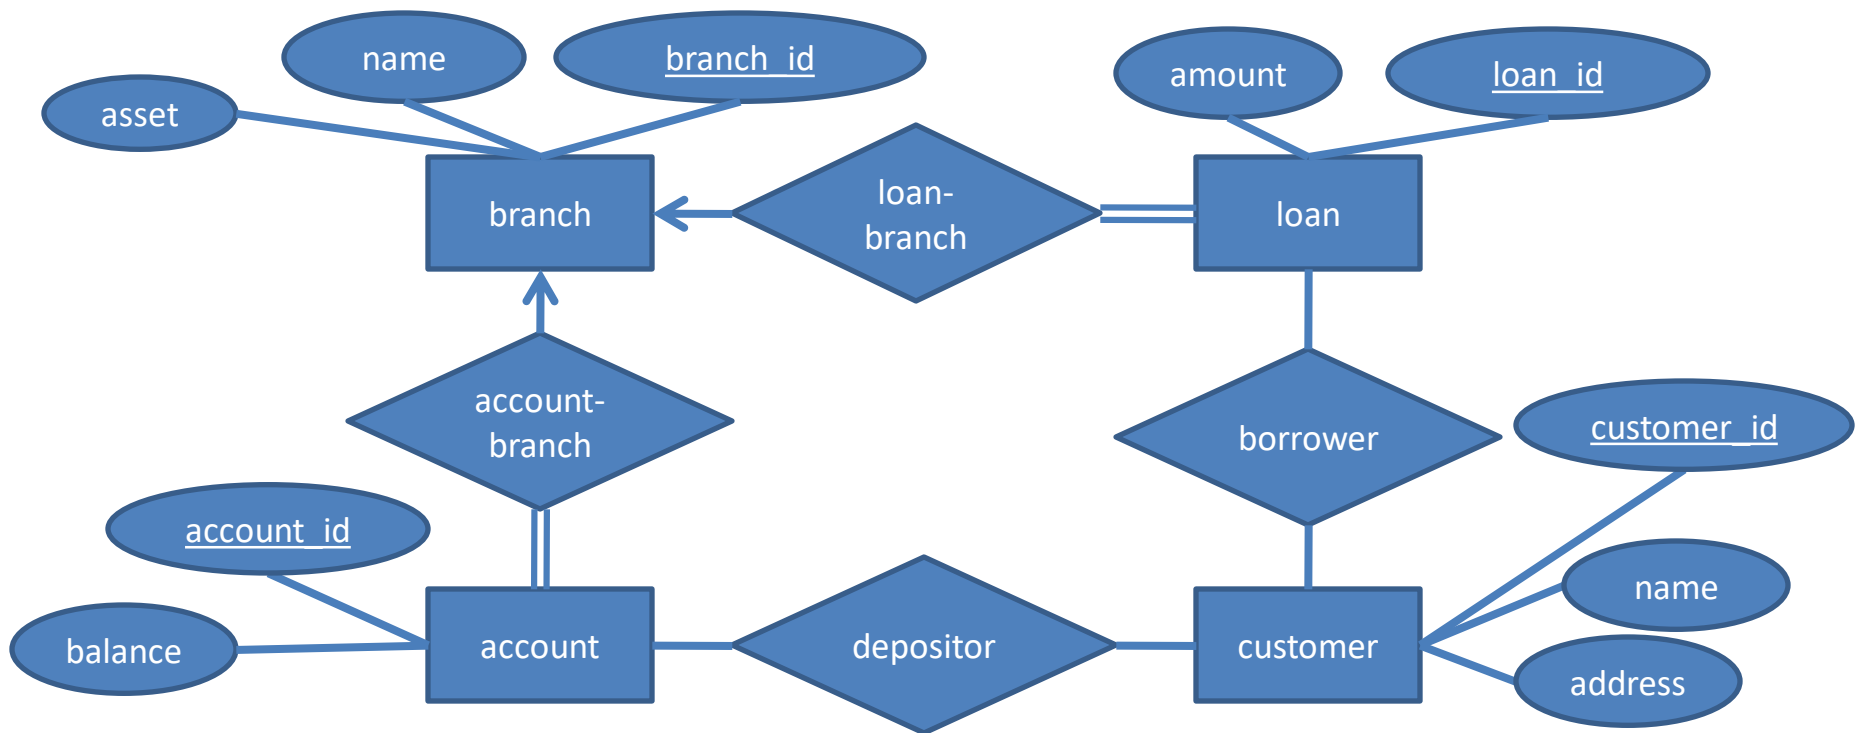 name
branch_id
asset
amount
loan_id
branch
loan-
branch
loan
account-
branch
borrower
customer_id
account_id
balance
account
depositor
customer
name
address